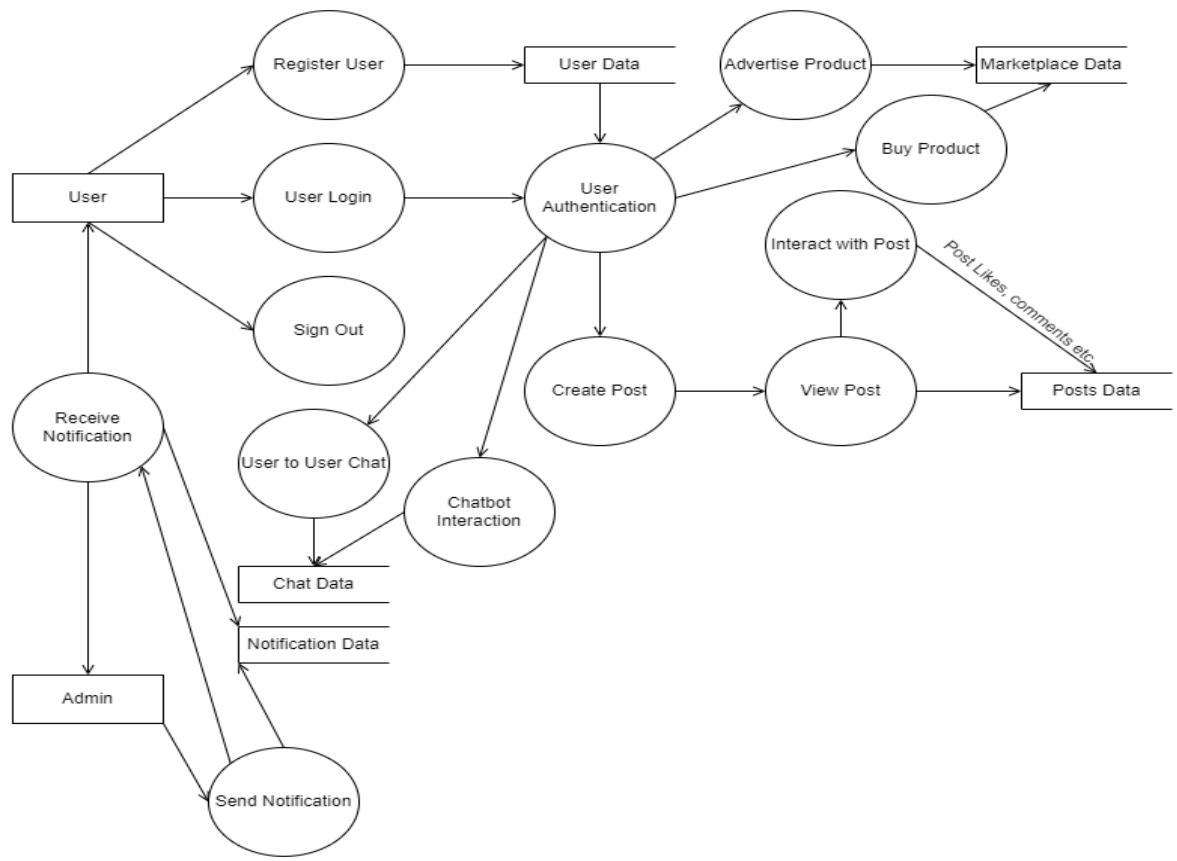 Register User
User Data
Advertise Product
Marketplace Data
Buy Product
User
User Login
User
Authentication
Interact with Post
Post Likes, comments etc
Sign Out
Create Post
View Post
Posts Data
Receive
Notification
User to User Chat
Chatbot
Interaction
Chat Data
Notification Data
Admin
Send Notification